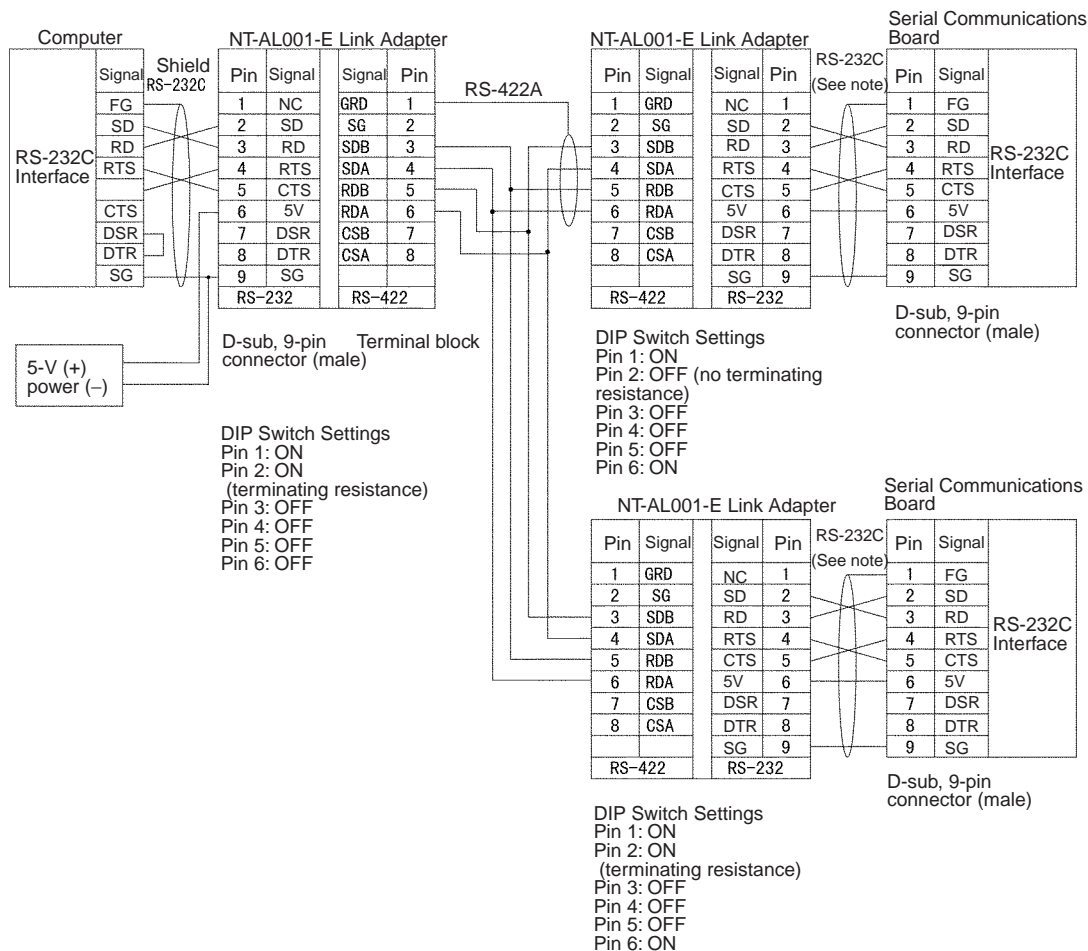 Computer
Signal
FG
SD
RD
RTS
CTS
DSR
DTR
SG
RS-232C
Interface
Shield
RS-232C
NT-AL001-E Link Adapter
Pin Signal Signal Pin
1 NC GRD 1
2 SD SG 2
3 RD SDB 3
4 RTS SDA 4
5 CTS RDB 5
6 5V RDA 6
7 DSR CSB 7
8 DTR CSA 8
9 SG
RS-232 RS-422
D-sub, 9-pin
connector (male)
Terminal block
5-V (+)
power (−)
DIP Switch Settings
Pin 1: ON
Pin 2: ON
(terminating resistance)
Pin 3: OFF
Pin 4: OFF
Pin 5: OFF
Pin 6: OFF
RS-422A
NT-AL001-E Link Adapter
Pin Signal Signal Pin
1 GRD NC 1
2 SG SD 2
3 SDB RD 3
4 SDA RTS 4
5 RDB CTS 5
6 RDA 5V 6
7 CSB DSR 7
8 CSA DTR 8
SG 9
RS-422 RS-232
RS-232C
(See note)
Serial Communications
Board
Pin Signal
1 FG
2 SD
3 RD
4 RTS
5 CTS
6 5V
7 DSR
8 DTR
9 SG
RS-232C
Interface
D-sub, 9-pin
connector (male)
DIP Switch Settings
Pin 1: ON
Pin 2: OFF (no terminating
resistance)
Pin 3: OFF
Pin 4: OFF
Pin 5: OFF
Pin 6: ON
NT-AL001-E Link Adapter
Pin Signal Signal Pin
1 GRD NC 1
2 SG SD 2
3 SDB RD 3
4 SDA RTS 4
5 RDB CTS 5
6 RDA 5V 6
7 CSB DSR 7
8 CSA DTR 8
SG 9
RS-422 RS-232
RS-232C
(See note)
Serial Communications
Board
Pin Signal
1 FG
2 SD
3 RD
4 RTS
5 CTS
6 5V
7 DSR
8 DTR
9 SG
RS-232C
Interface
D-sub, 9-pin
connector (male)
DIP Switch Settings
Pin 1: ON
Pin 2: ON
(terminating resistance)
Pin 3: OFF
Pin 4: OFF
Pin 5: OFF
Pin 6: ON